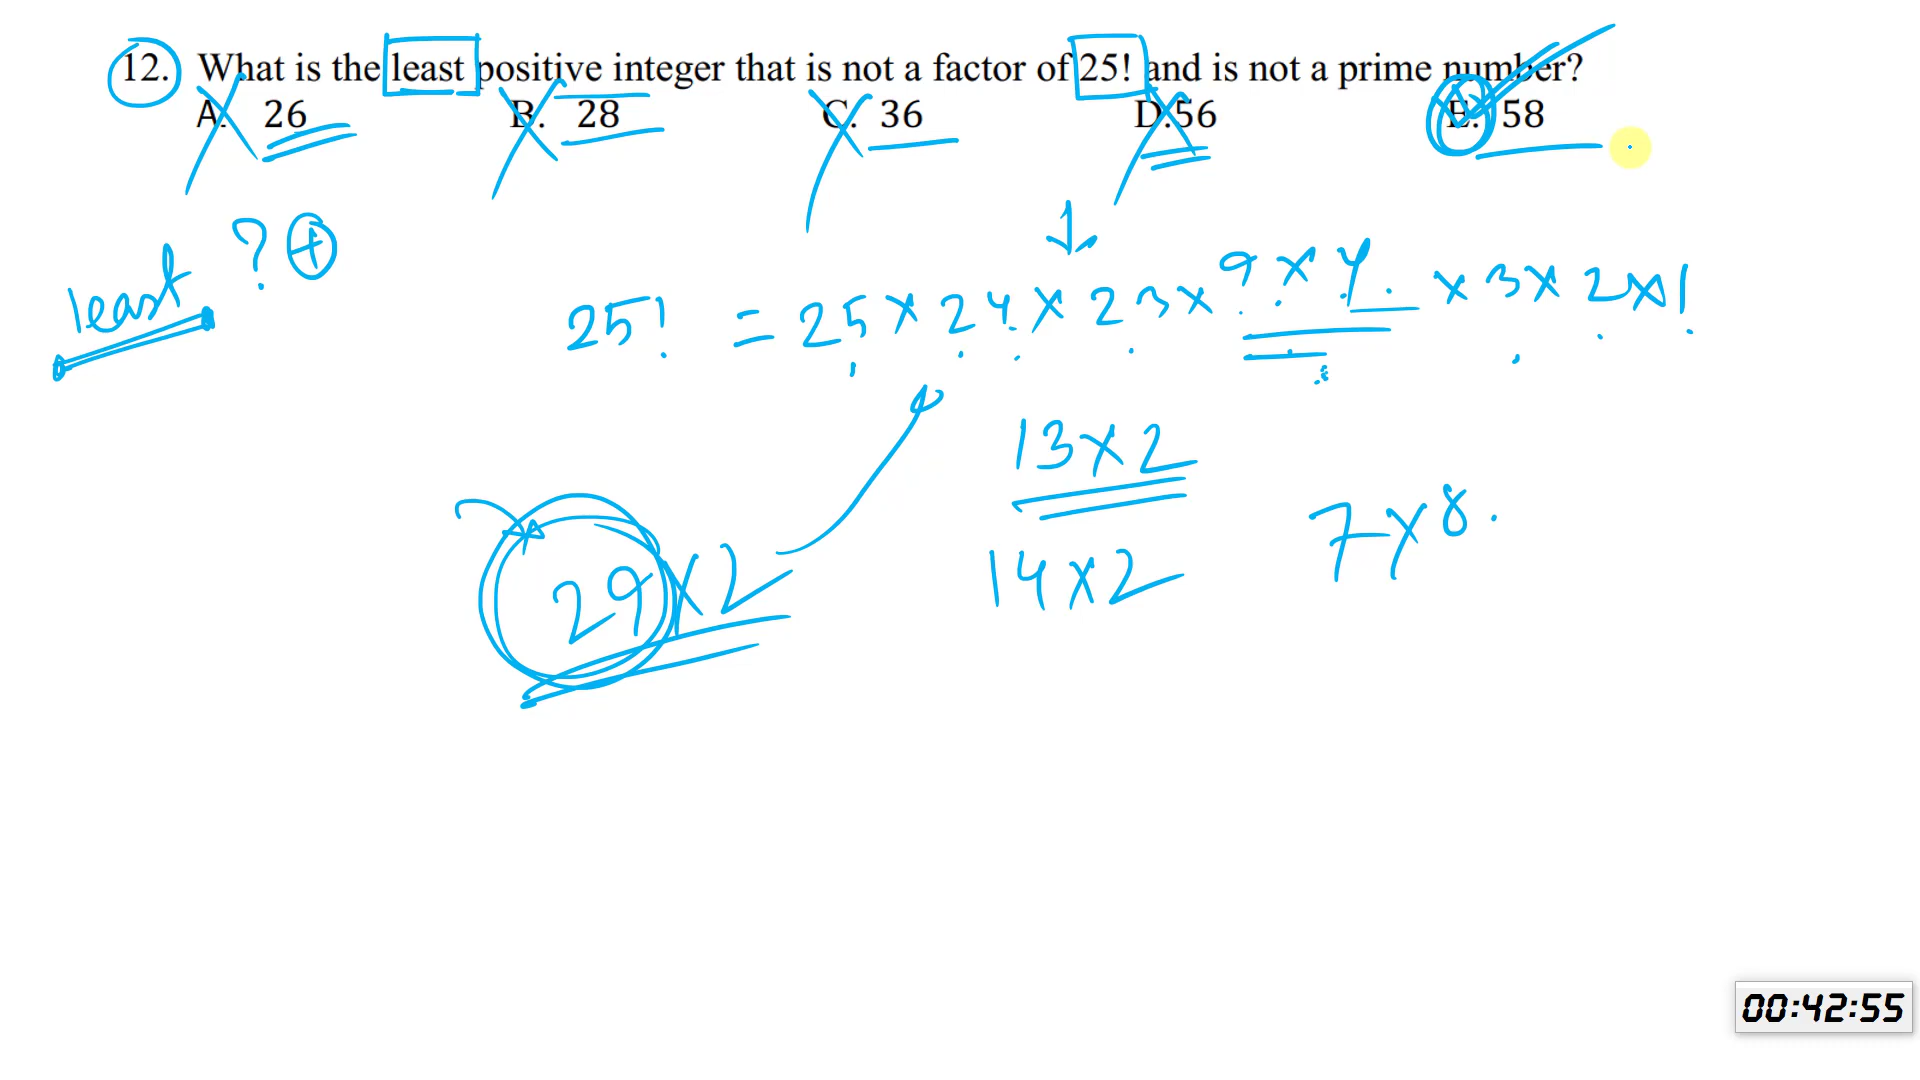 12. What is the least positive integer that is not a factor of 25! and is not a prime number?
A. 26 B. 28 C. 36 D.56 E. 58
least ? +
25! = 25 × 24 × 23 × 9 × 4 × 3 × 2 × 1
13 × 2
7 × 8
29 × 2
14 × 2
00:42:55